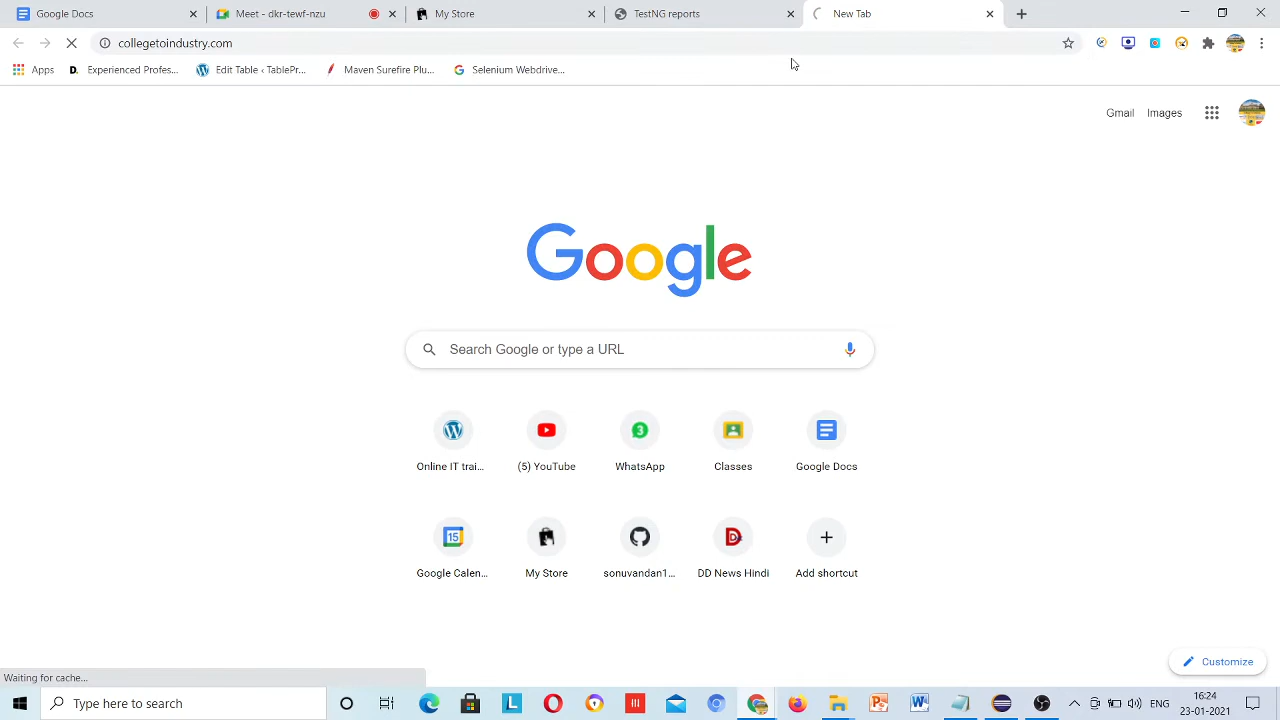 Google Docs
Meet - dkr-tewf-nzu
My Store
TestNG reports
New Tab
collegetoindustry.com
Apps
D.
Experienced Profes...
Edit Table ‹ TablePr...
Maven Surefire Plu...
Selenium Webdrive...
Gmail
Images
Google
Search Google or type a URL
3
Online IT trai...
(5) YouTube
WhatsApp
Classes
Google Docs
15
Google Calen...
My Store
sonuvandan1...
DD News Hindi
Add shortcut
Customize
Waiting for cache...
Type here to search
ENG
16:24
23-01-2021